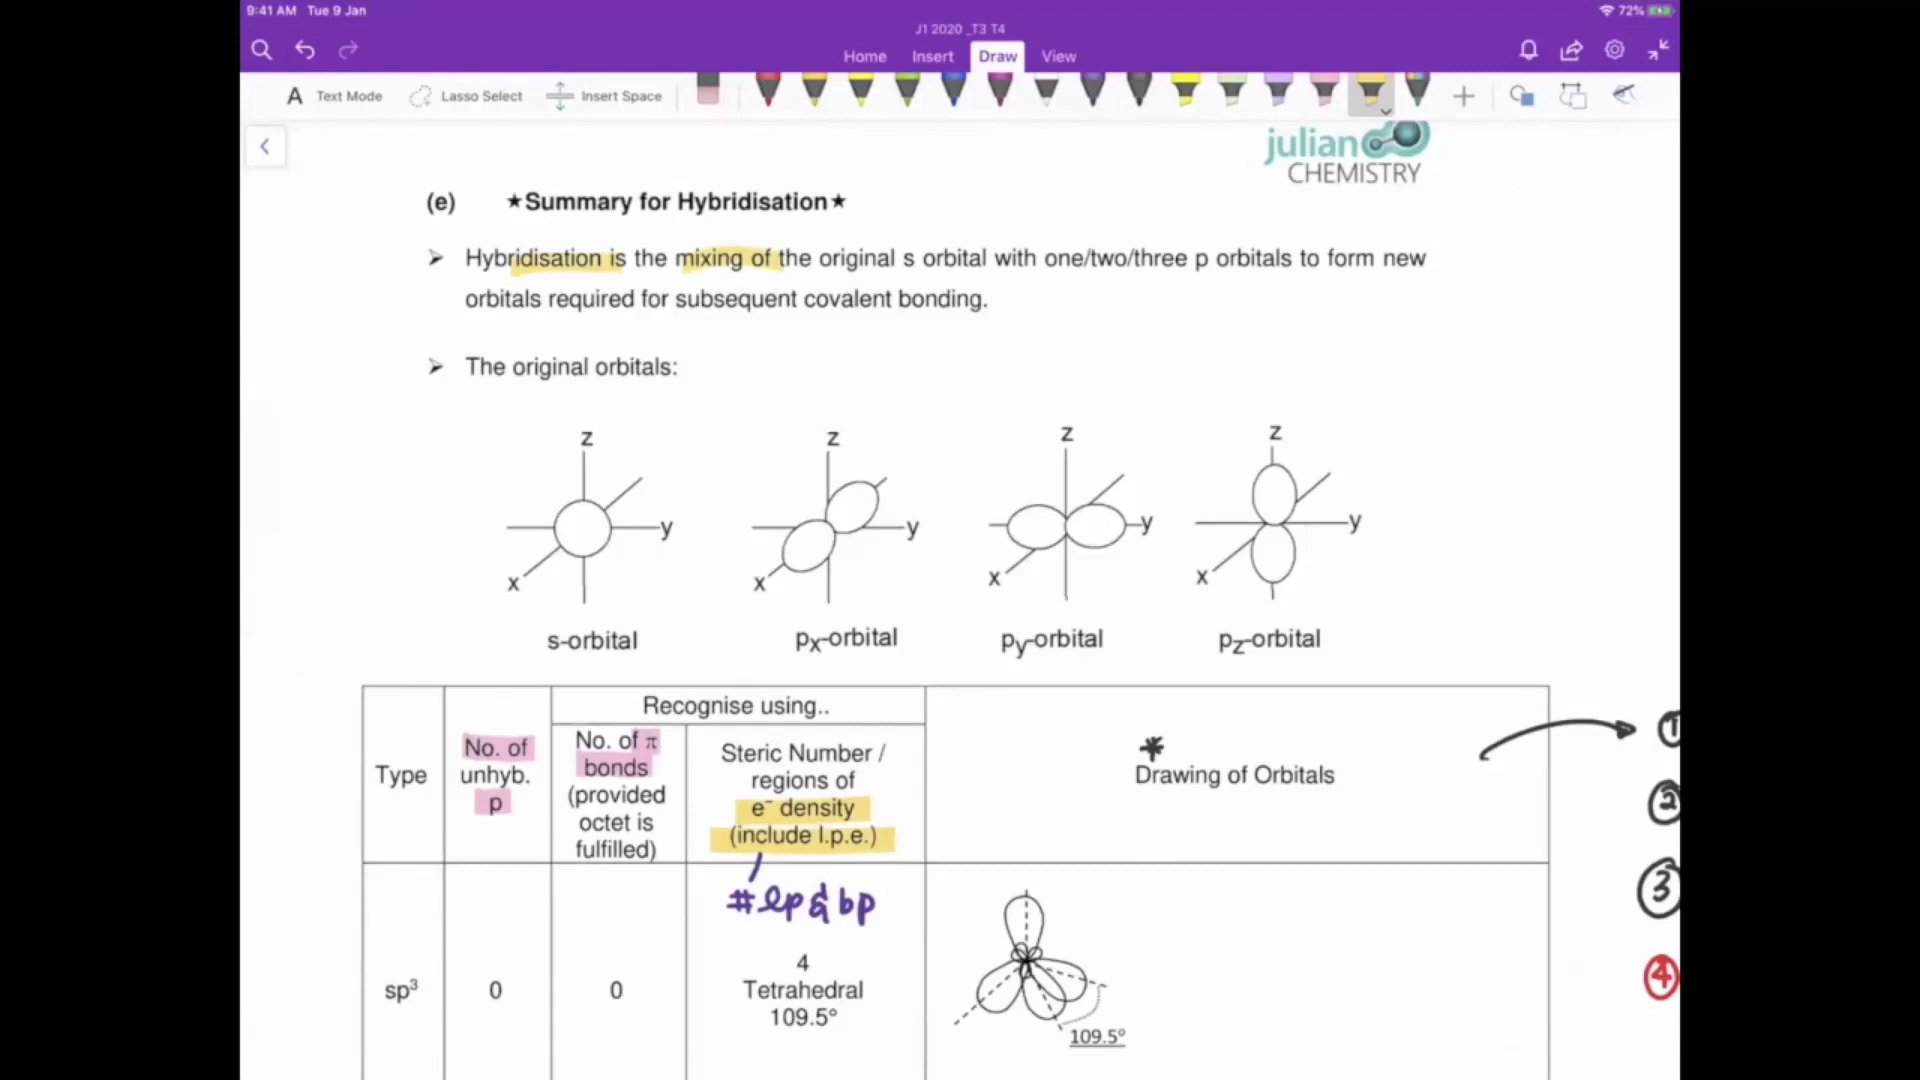 9:41 AM Tue 9 Jan
72%
J1 2020 _T3 T4
Home Insert Draw View
A Text Mode Lasso Select Insert Space
julian
CHEMISTRY
(e) ★Summary for Hybridisation★
➢ Hybridisation is the mixing of the original s orbital with one/two/three p orbitals to form new
orbitals required for subsequent covalent bonding.
➢ The original orbitals:
z z z z
y y y y
x x x x
s-orbital px-orbital py-orbital pz-orbital
Recognise using..
Type
No. of
unhyb.
p
No. of π
bonds
(provided
octet is
fulfilled)
Steric Number /
regions of
e⁻ density
(include l.p.e.)
*
Drawing of Orbitals
①
②
③
④
# lp & bp
sp³ 0 0
4
Tetrahedral
109.5°
109.5°